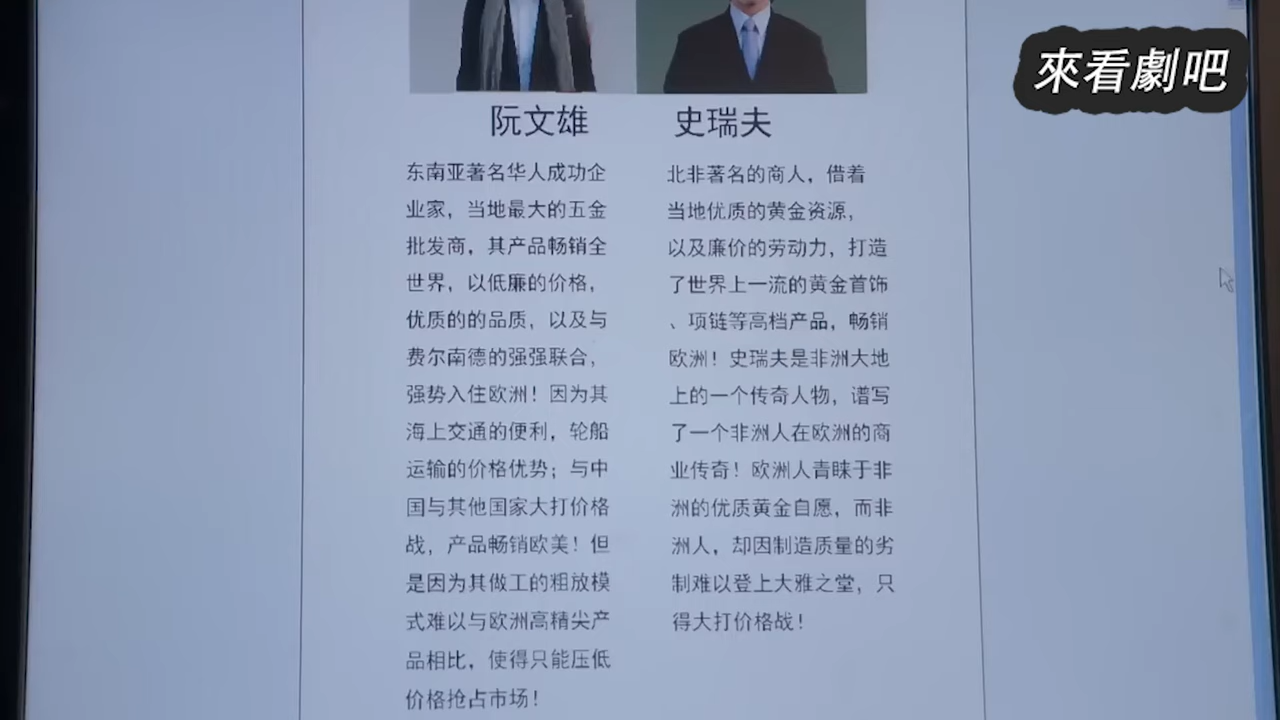 來看劇吧
阮文雄
东南亚著名华人成功企
业家，当地最大的五金
批发商，其产品畅销全
世界，以低廉的价格，
优质的的品质，以及与
费尔南德的强强联合，
强势入住欧洲！因为其
海上交通的便利，轮船
运输的价格优势；与中
国与其他国家大打价格
战，产品畅销欧美！但
是因为其做工的粗放模
式难以与欧洲高精尖产
品相比，使得只能压低
价格抢占市场！
史瑞夫
北非著名的商人，借着
当地优质的黄金资源，
以及廉价的劳动力，打造
了世界上一流的黄金首饰
、项链等高档产品，畅销
欧洲！史瑞夫是非洲大地
上的一个传奇人物，谱写
了一个非洲人在欧洲的商
业传奇！欧洲人青睐于非
洲的优质黄金自愿，而非
洲人，却因制造质量的劣
制难以登上大雅之堂，只
得大打价格战！